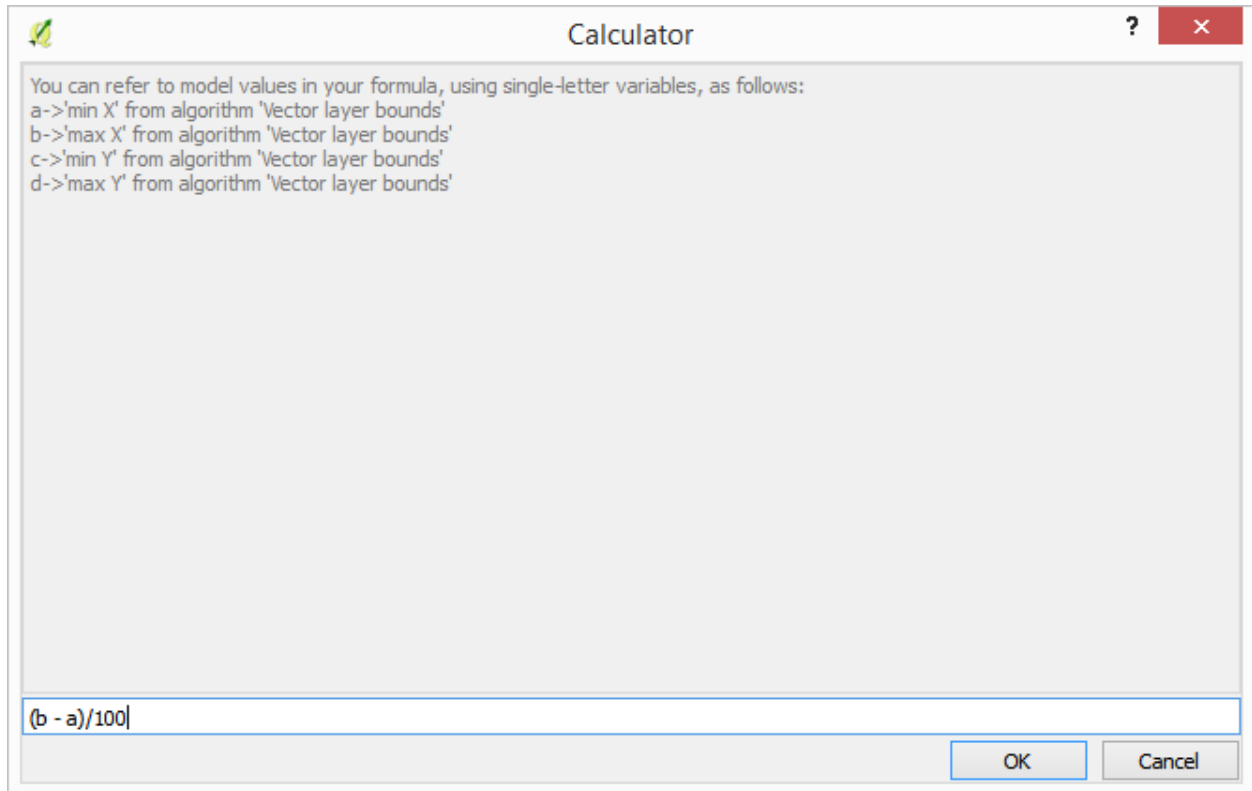 Calculator
?
You can refer to model values in your formula, using single-letter variables, as follows:
a->'min X' from algorithm 'Vector layer bounds'
b->'max X' from algorithm 'Vector layer bounds'
c->'min Y' from algorithm 'Vector layer bounds'
d->'max Y' from algorithm 'Vector layer bounds'
(b - a)/100
OK
Cancel